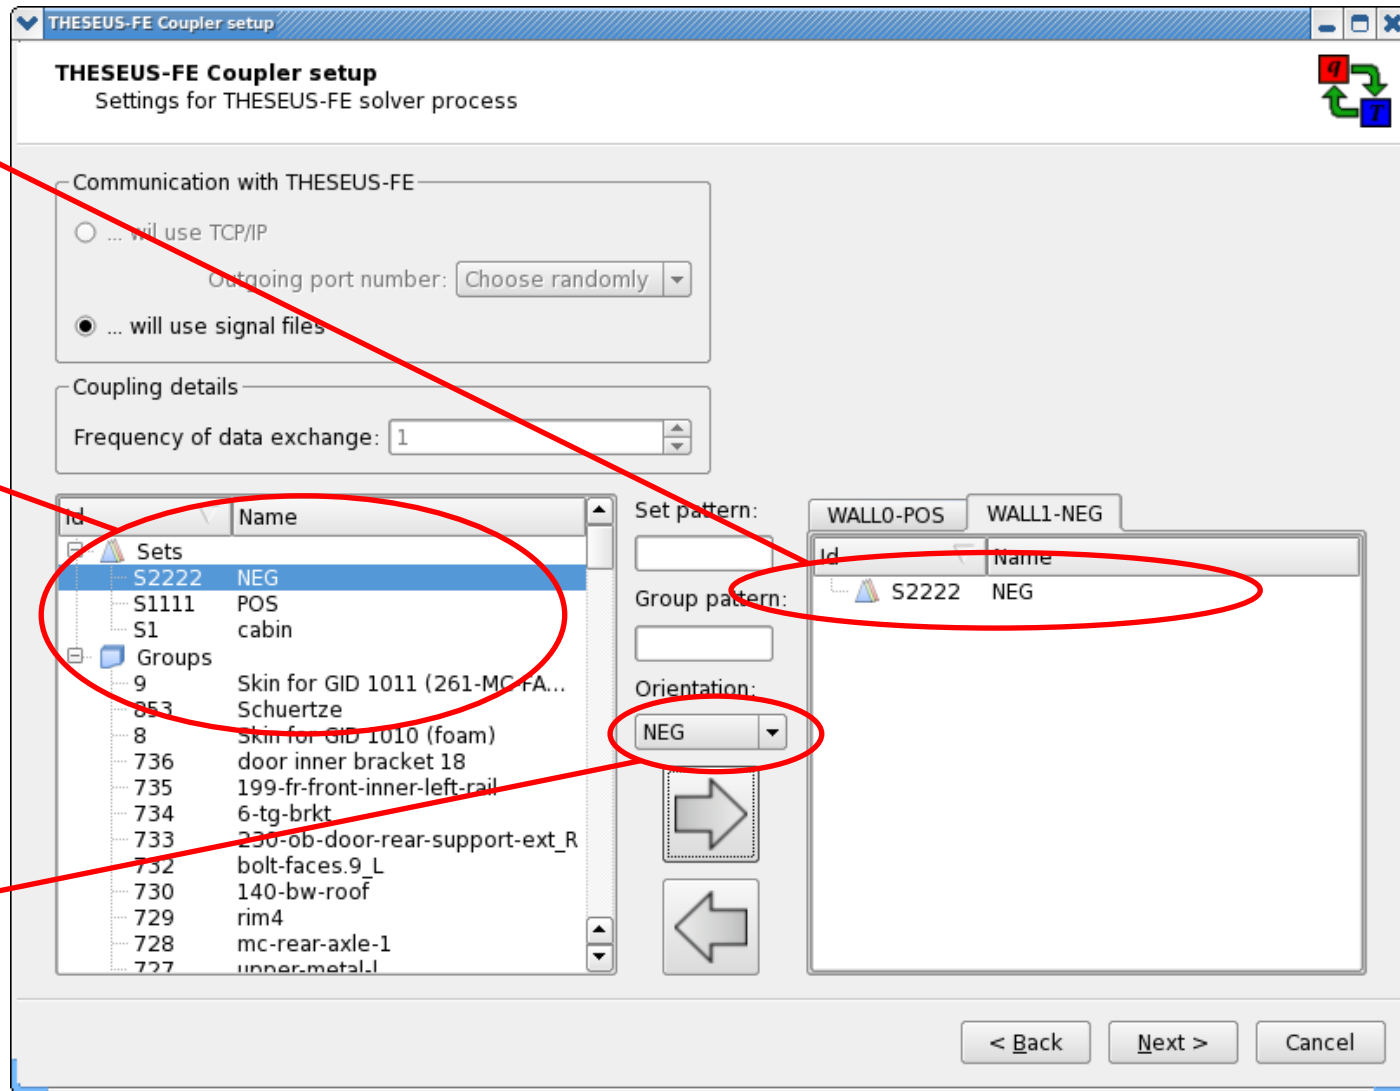 THESEUS-FE Coupler setup
THESEUS-FE Coupler setup
Settings for THESEUS-FE solver process
q
T
Communication with THESEUS-FE
... wil use TCP/IP
Outgoing port number: Choose randomly
... will use signal files
Coupling details
Frequency of data exchange: 1
Id Name
Sets
S2222 NEG
S1111 POS
S1 cabin
Groups
9 Skin for GID 1011 (261-MC-FA...
853 Schuertze
8 Skin for GID 1010 (foam)
736 door inner bracket 18
735 199-fr-front-inner-left-rail
734 6-tg-brkt
733 230-ob-door-rear-support-ext_R
732 bolt-faces.9_L
730 140-bw-roof
729 rim4
728 mc-rear-axle-1
727 upper-metal-l
Set pattern:
Group pattern:
Orientation:
NEG
WALL0-POS WALL1-NEG
Id Name
S2222 NEG
< Back Next > Cancel